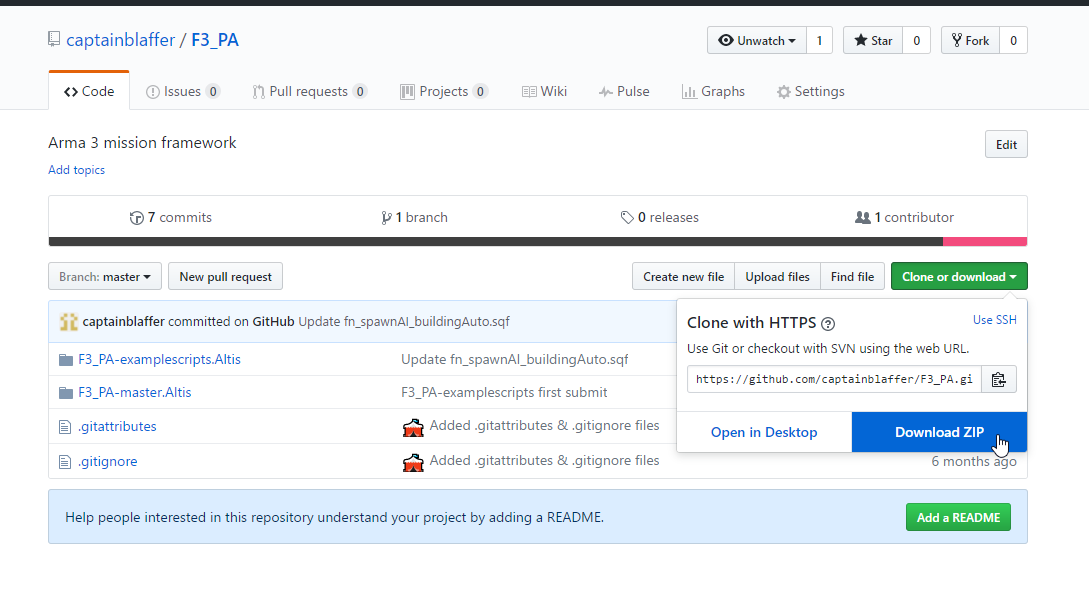 captainblaffer / F3_PA
Unwatch 1 Star 0 Fork 0
Code Issues 0 Pull requests 0 Projects 0 Wiki Pulse Graphs Settings
Arma 3 mission framework
Edit
Add topics
7 commits 1 branch 0 releases 1 contributor
Branch: master New pull request Create new file Upload files Find file Clone or download
captainblaffer committed on GitHub Update fn_spawnAI_buildingAuto.sqf
Clone with HTTPS ? Use SSH
Use Git or checkout with SVN using the web URL.
F3_PA-examplescripts.Altis Update fn_spawnAI_buildingAuto.sqf
https://github.com/captainblaffer/F3_PA.gi
F3_PA-master.Altis F3_PA-examplescripts first submit
.gitattributes Added .gitattributes & .gitignore files
Open in Desktop Download ZIP
.gitignore Added .gitattributes & .gitignore files 6 months ago
Help people interested in this repository understand your project by adding a README. Add a README